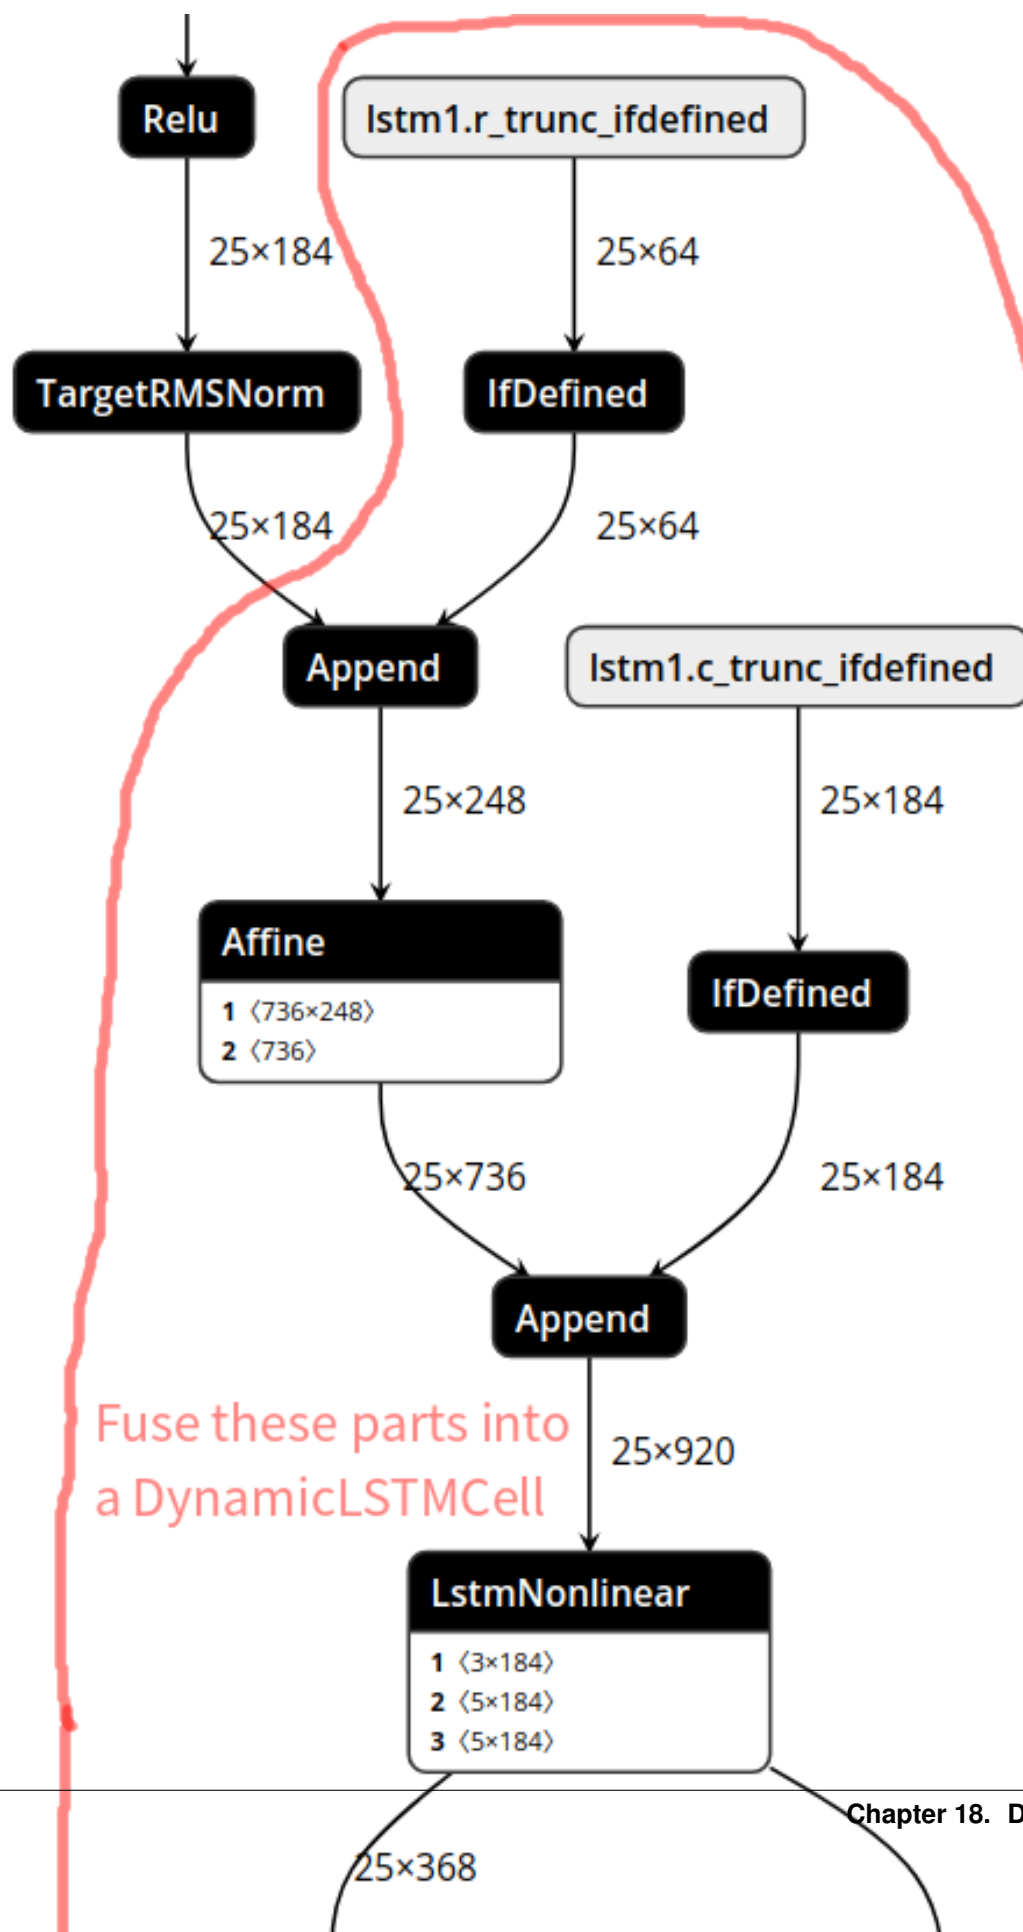 Relu
lstm1.r_trunc_ifdefined
25×184
25×64
TargetRMSNorm
IfDefined
25×184
25×64
Append
lstm1.c_trunc_ifdefined
25×248
25×184
Affine
1 〈736×248〉
2 〈736〉
IfDefined
25×736
25×184
Append
Fuse these parts into
a DynamicLSTMCell
25×920
LstmNonlinear
1 〈3×184〉
2 〈5×184〉
3 〈5×184〉
Chapter 18. D
25×368